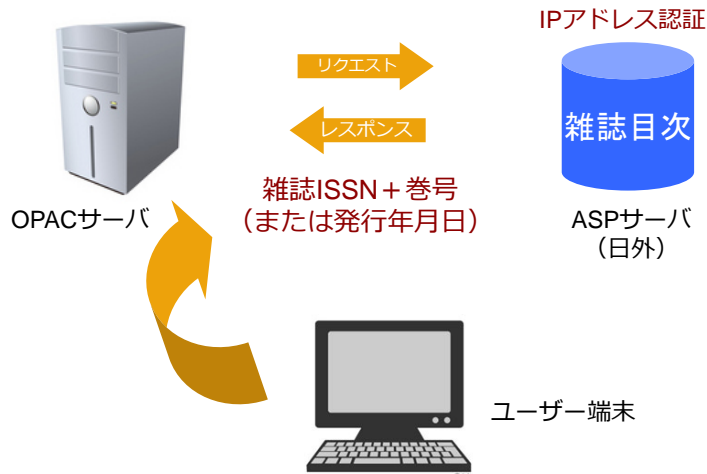 IPアドレス認証
リクエスト
レスポンス
雑誌目次
雑誌ISSN＋巻号
（または発行年月日）
OPACサーバ
ASPサーバ
（日外）
ユーザー端末